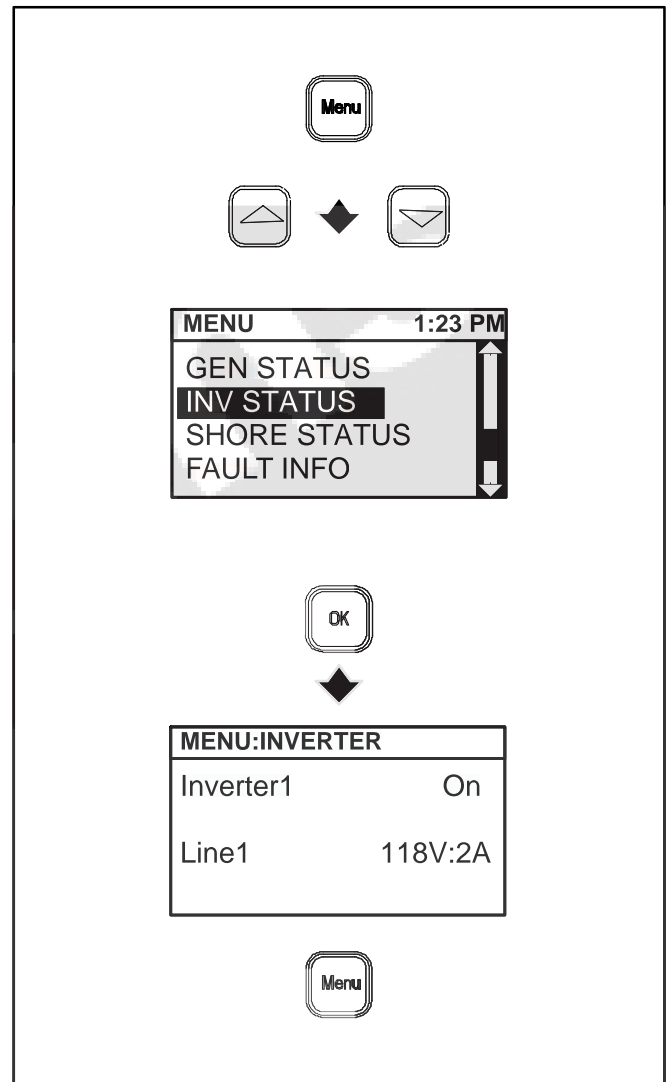 Menu
MENU 1:23 PM
GEN STATUS
INV STATUS
SHORE STATUS
FAULT INFO
OK
MENU:INVERTER
Inverter1 On
Line1 118V:2A
Menu